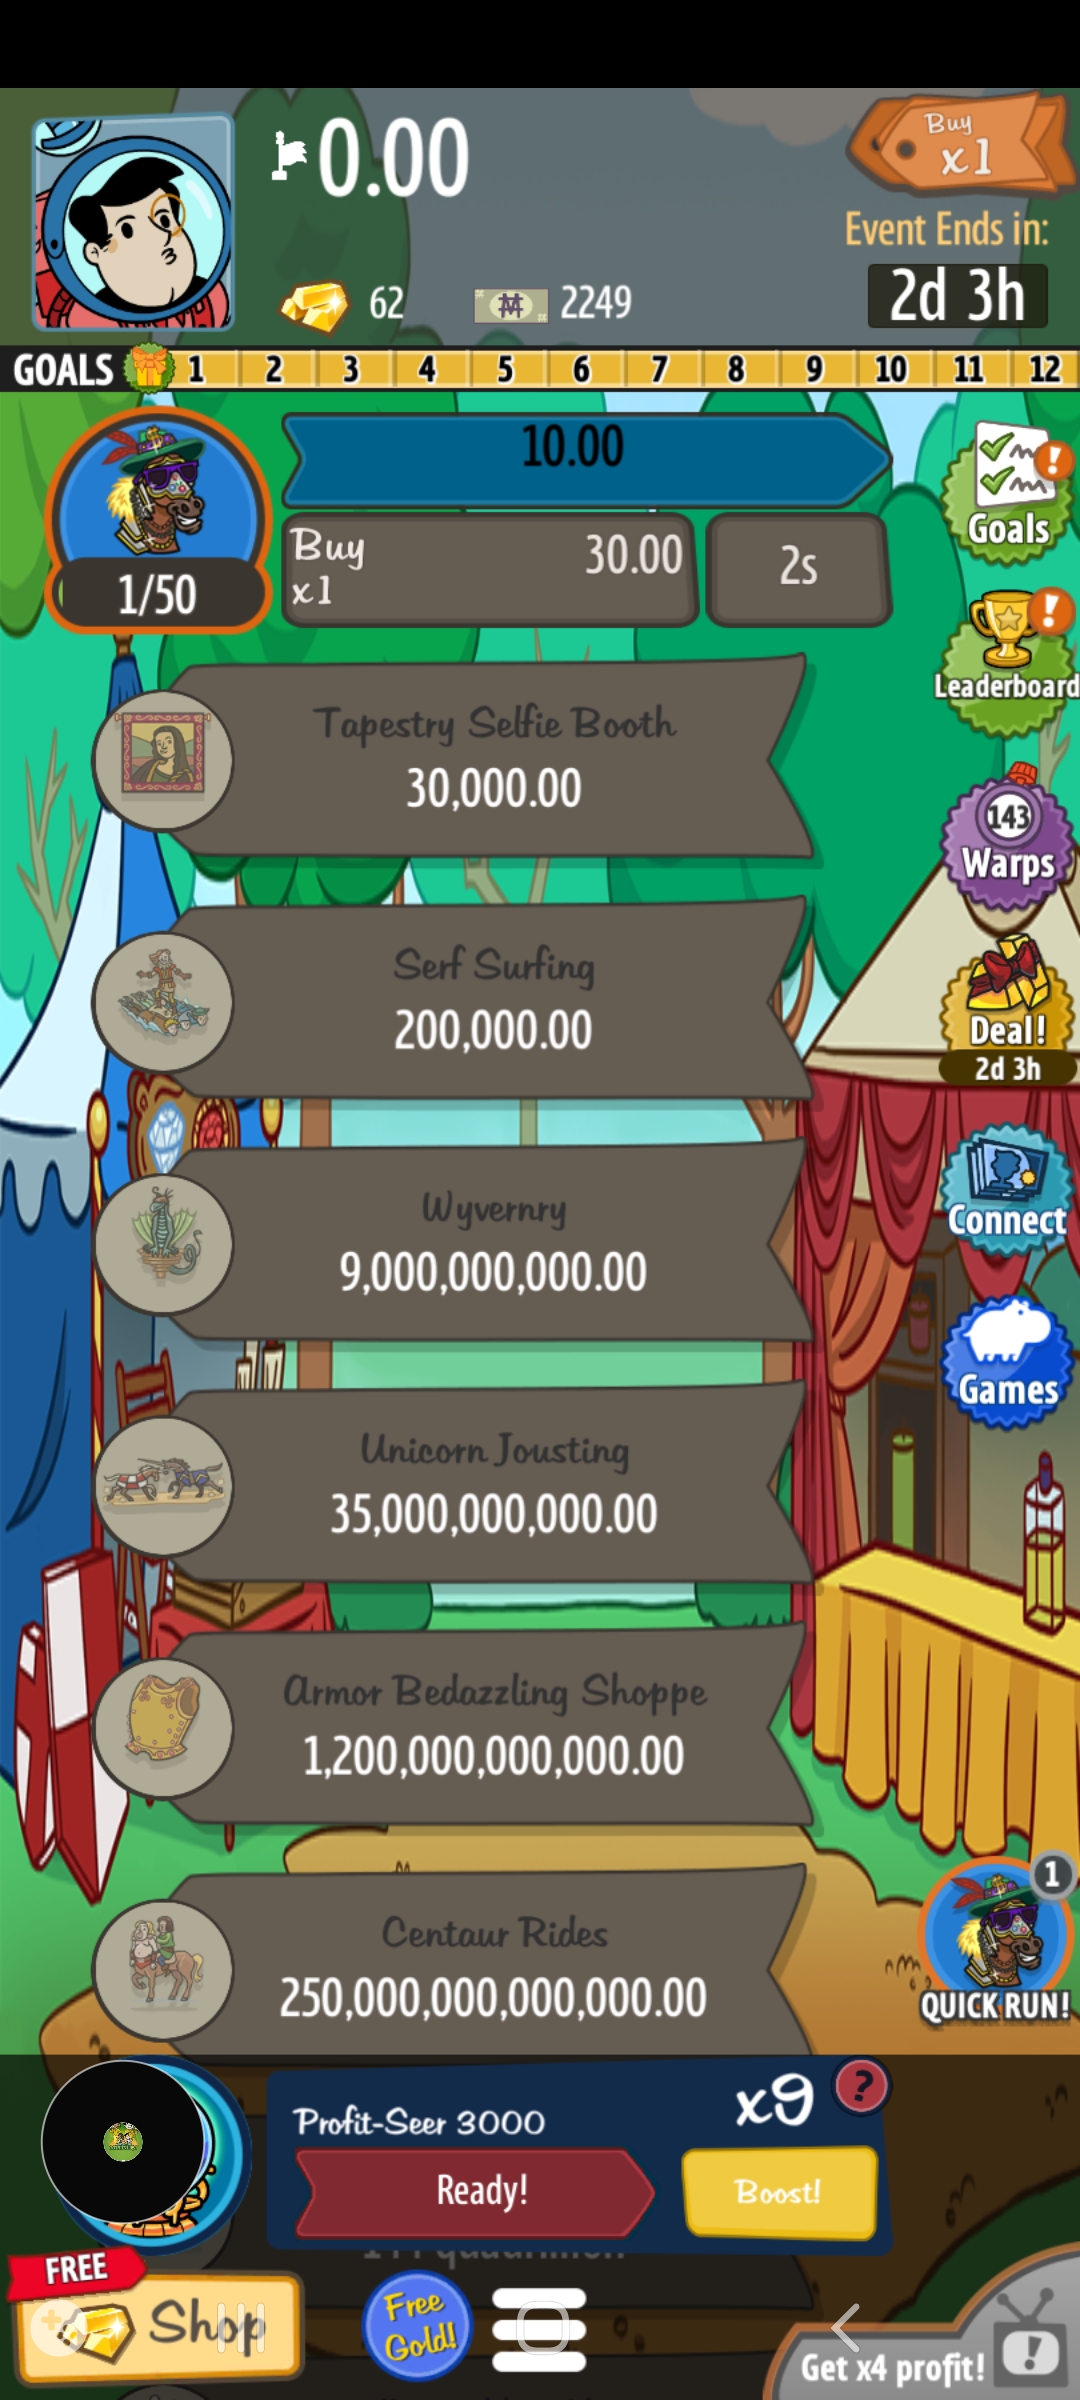 0.00
Buy
x1
Event Ends in:
62
2249
2d 3h
GOALS 1 2 3 4 5 6 7 8 9 10 11 12
10.00
Buy
x1
30.00
2s
1/50
Goals
Tapestry Selfie Booth
30,000.00
Leaderboard
143
Warps
Serf Surfing
200,000.00
Deal!
2d 3h
Wyvernry
9,000,000,000.00
Connect
Unicorn Jousting
35,000,000,000.00
Games
Armor Bedazzling Shoppe
1,200,000,000,000.00
Centaur Rides
250,000,000,000,000.00
1
QUICK RUN!
Profit-Seer 3000
x9
?
Ready!
Boost!
FREE
Shop
Free
Gold!
Get x4 profit!